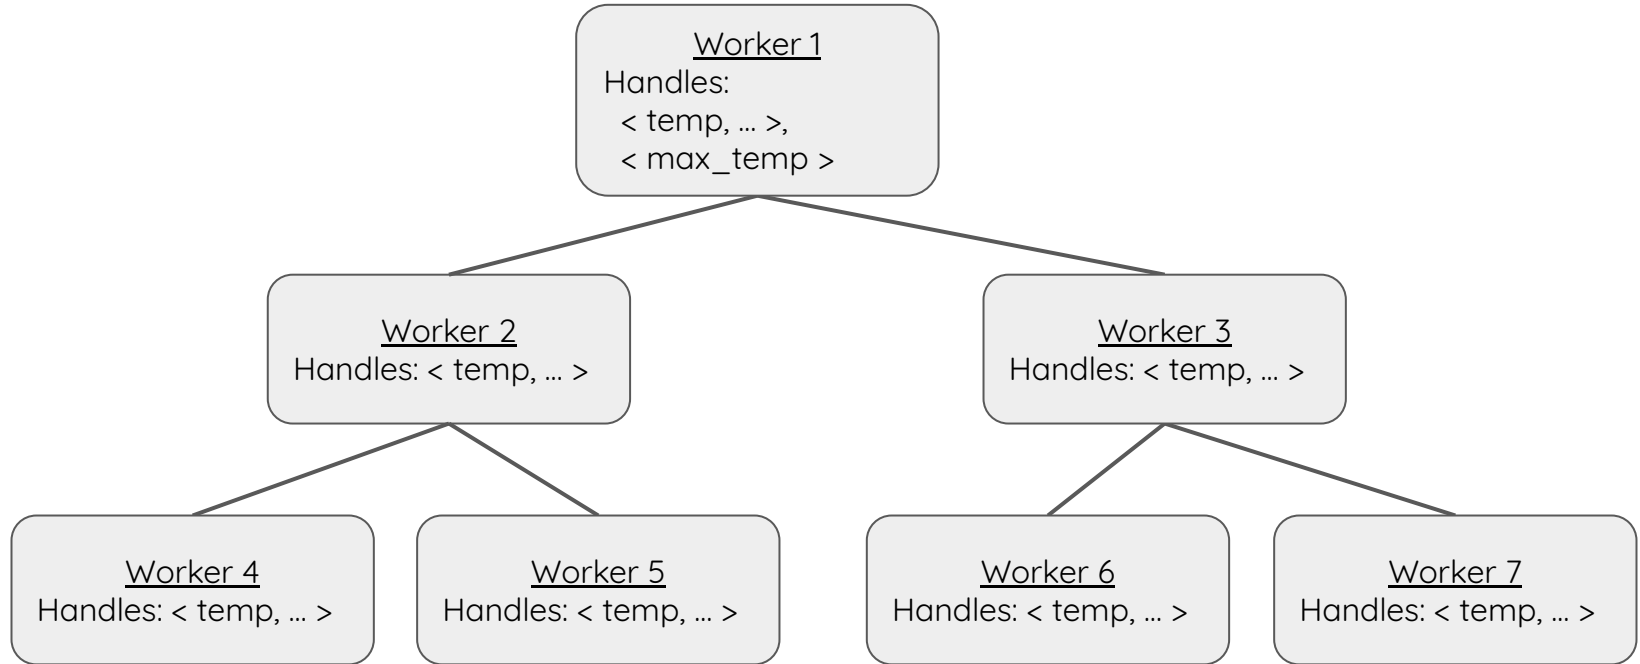 Worker 1
Handles:
< temp, ... >,
< max_temp >
Worker 2
Handles: < temp, ... >
Worker 3
Handles: < temp, ... >
Worker 4
Handles: < temp, ... >
Worker 5
Handles: < temp, ... >
Worker 6
Handles: < temp, ... >
Worker 7
Handles: < temp, ... >